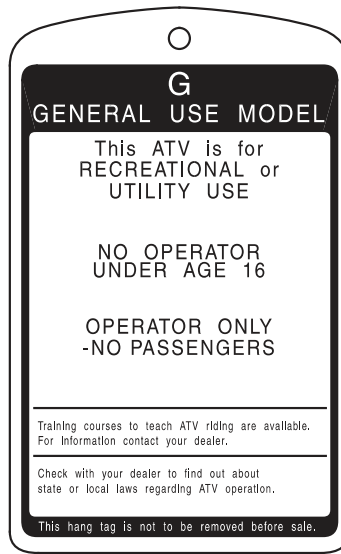 G
GENERAL USE MODEL
This ATV is for
RECREATIONAL or
UTILITY USE
NO OPERATOR
UNDER AGE 16
OPERATOR ONLY
-NO PASSENGERS
Training courses to teach ATV riding are available.
For Information contact your dealer.
Check with your dealer to find out about
state or local laws regarding ATV operation.
This hang tag is not to be removed before sale.